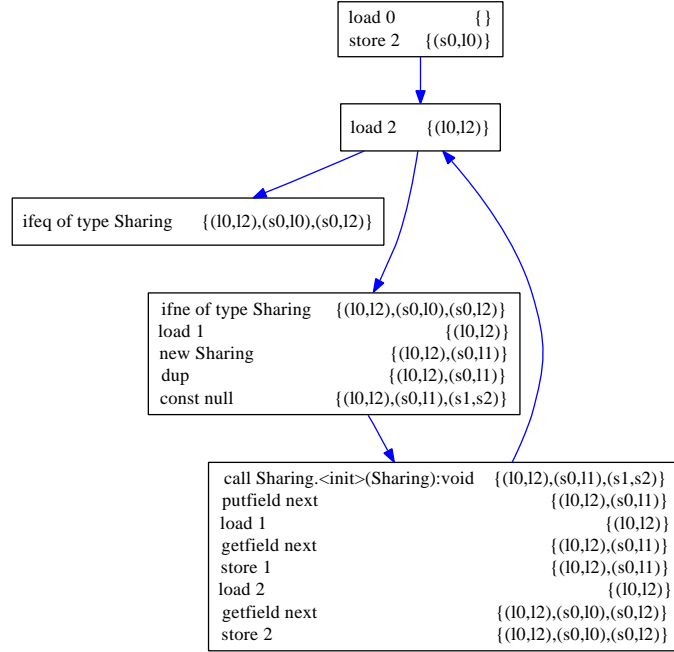 load 0 {}
store 2 {(s0,l0)}
load 2 {(l0,l2)}
ifeq of type Sharing {(l0,l2),(s0,l0),(s0,l2)}
ifne of type Sharing {(l0,l2),(s0,l0),(s0,l2)}
load 1 {(l0,l2)}
new Sharing {(l0,l2),(s0,l1)}
dup {(l0,l2),(s0,l1)}
const null {(l0,l2),(s0,l1),(s1,s2)}
call Sharing.<init>(Sharing):void {(l0,l2),(s0,l1),(s1,s2)}
putfield next {(l0,l2),(s0,l1)}
load 1 {(l0,l2)}
getfield next {(l0,l2),(s0,l1)}
store 1 {(l0,l2),(s0,l1)}
load 2 {(l0,l2)}
getfield next {(l0,l2),(s0,l0),(s0,l2)}
store 2 {(l0,l2),(s0,l0),(s0,l2)}